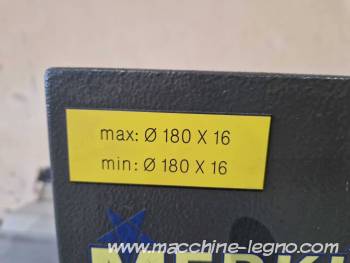 max: Ø 180 X 16
min: Ø 180 X 16
www.macchine-legno.com